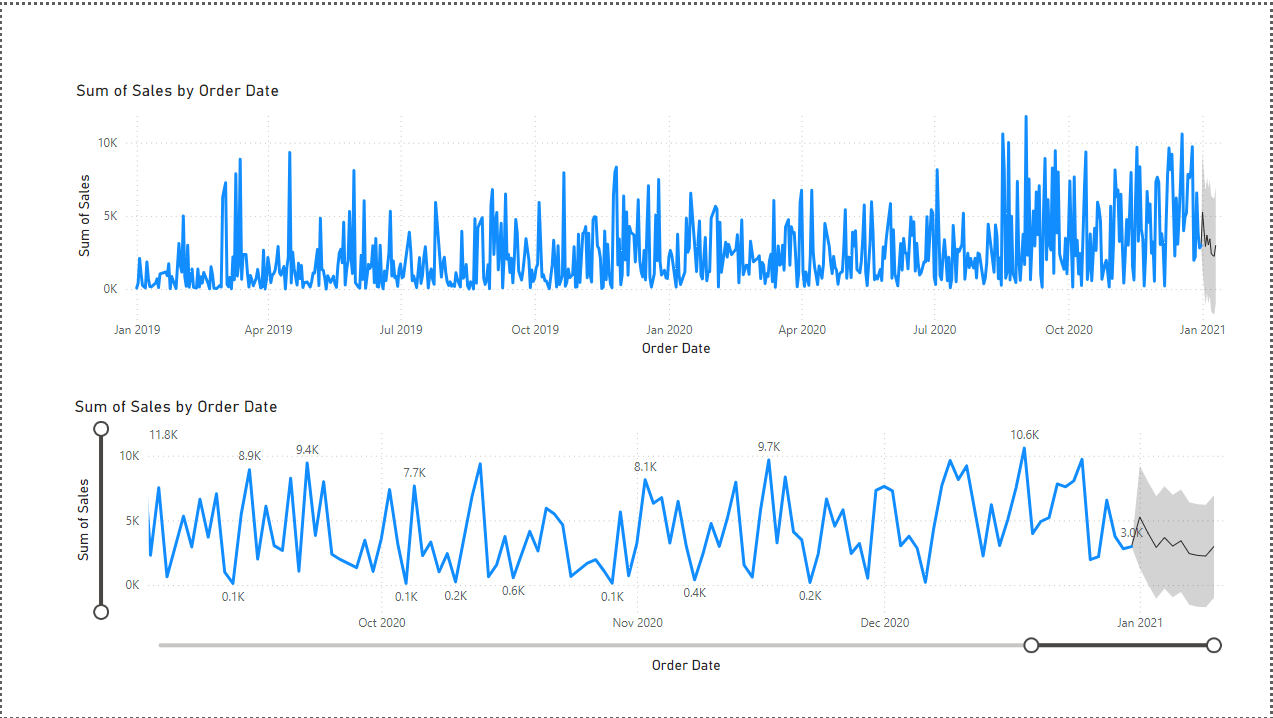 Sum of Sales by Order Date
10K
5K
0K
Sum of Sales
Jan 2019 Apr 2019 Jul 2019 Oct 2019 Jan 2020 Apr 2020 Jul 2020 Oct 2020 Jan 2021
Order Date
Sum of Sales by Order Date
11.8K 8.9K 9.4K 7.7K 8.1K 9.7K 10.6K
10K
5K
0K
Sum of Sales
3.0K
0.1K 0.1K 0.2K 0.6K 0.1K 0.4K 0.2K
Oct 2020 Nov 2020 Dec 2020 Jan 2021
Order Date